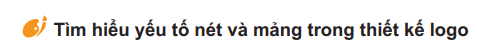 Tìm hiểu yếu tố nét và mảng trong thiết kế logo